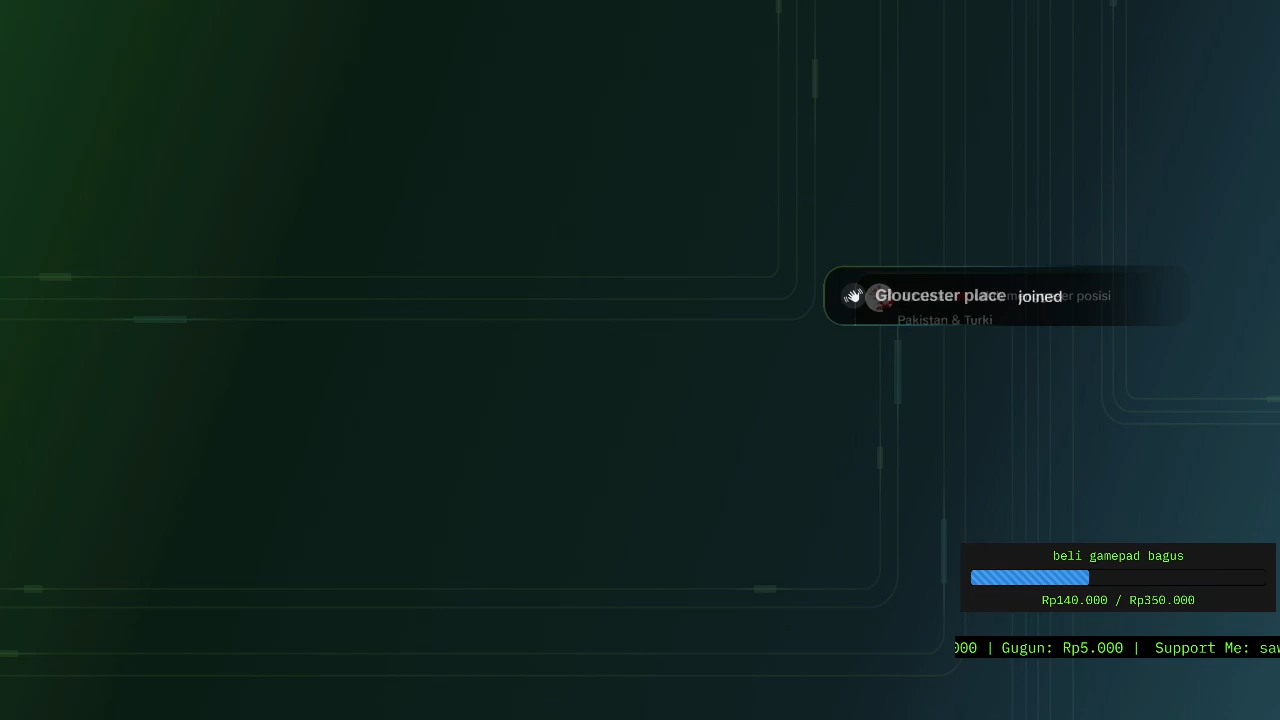 Gloucester place joined
posisi
Pakistan & Turki
beli gamepad bagus
Rp140.000 / Rp350.000
000 | Gugun: Rp5.000 | Support Me: saw